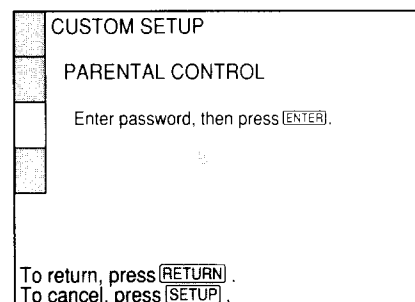 CUSTOM SETUP
PARENTAL CONTROL
Enter password, then press ENTER.
To return, press RETURN .
To cancel, press SETUP .